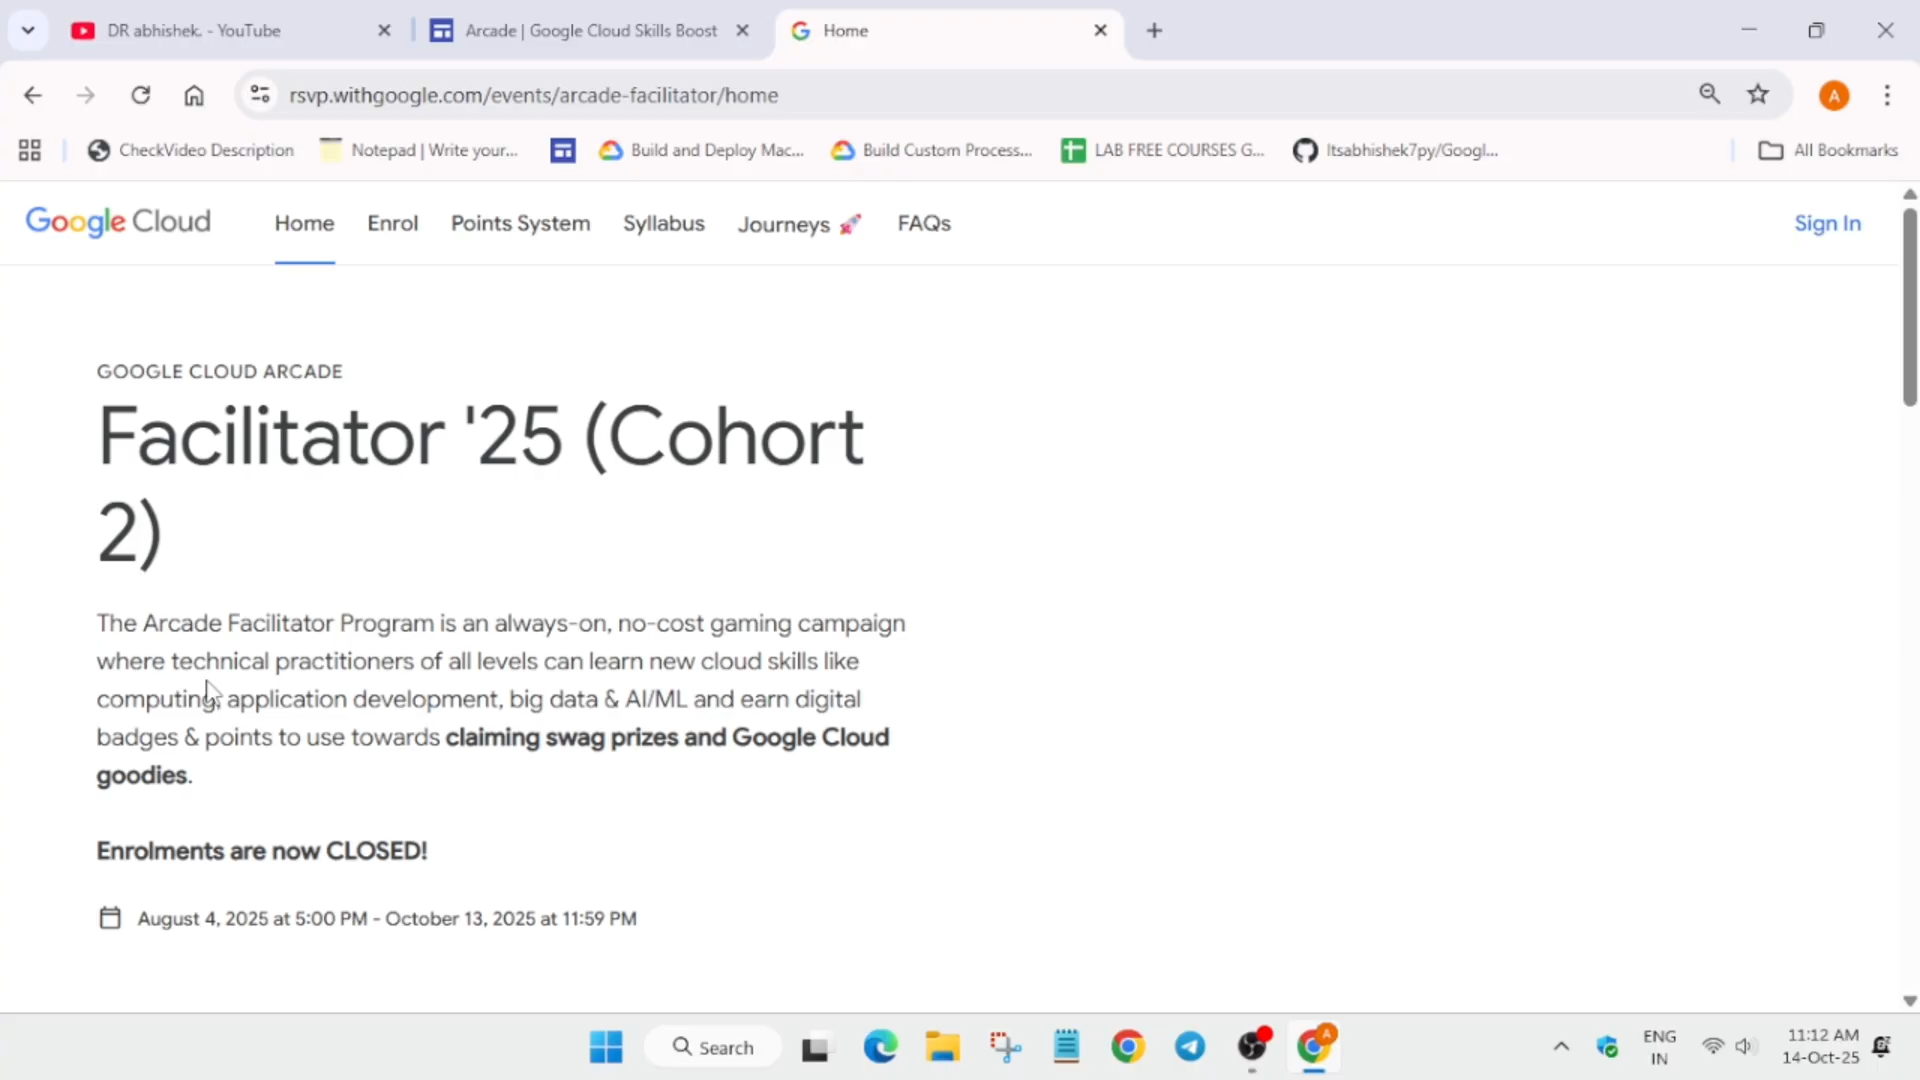 DR abhishek. - YouTube
Arcade | Google Cloud Skills Boost
Home
rsvp.withgoogle.com/events/arcade-facilitator/home
A
CheckVideo Description
Notepad | Write your...
Build and Deploy Mac...
Build Custom Process...
LAB FREE COURSES G...
Itsabhishek7py/Googl...
All Bookmarks
Google Cloud
Home
Enrol
Points System
Syllabus
Journeys 🚀
FAQs
Sign In
GOOGLE CLOUD ARCADE
Facilitator '25 (Cohort
2)
The Arcade Facilitator Program is an always-on, no-cost gaming campaign
where technical practitioners of all levels can learn new cloud skills like
computing, application development, big data & AI/ML and earn digital
badges & points to use towards claiming swag prizes and Google Cloud
goodies.
Enrolments are now CLOSED!
August 4, 2025 at 5:00 PM - October 13, 2025 at 11:59 PM
Search
A
ENG
IN
11:12 AM
14-Oct-25